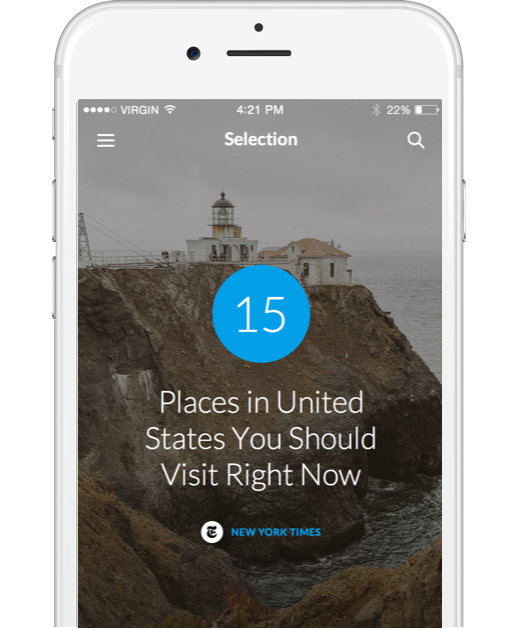 VIRGIN 4:21 PM 22%
Selection
15
Places in United
States You Should
Visit Right Now
T NEW YORK TIMES